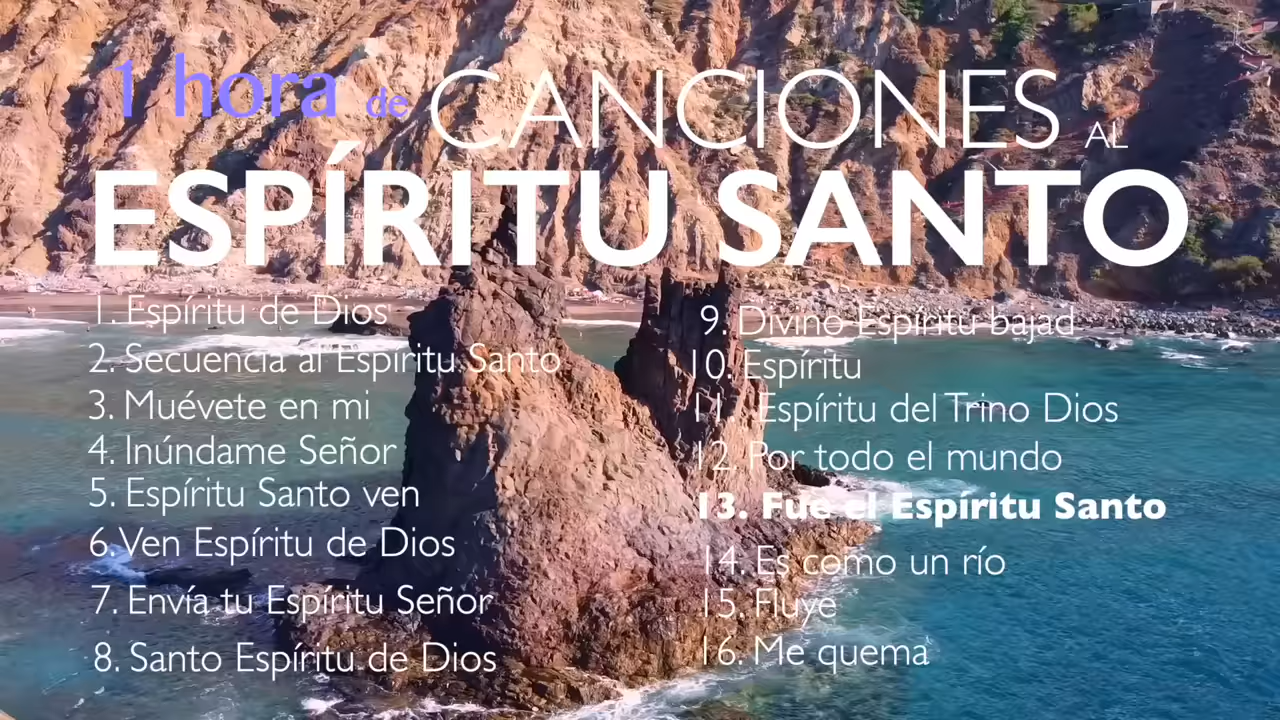 1 hora de CANCIONES AL
ESPÍRITU SANTO
1. Espíritu de Dios
2. Secuencia al Espíritu Santo
3. Muévete en mi
4. Inúndame Señor
5. Espíritu Santo ven
6. Ven Espíritu de Dios
7. Envía tu Espíritu Señor
8. Santo Espíritu de Dios
9. Divino Espíritu bajad
10. Espíritu
11. Espíritu del Trino Dios
12. Por todo el mundo
13. Fue el Espíritu Santo
14. Es como un río
15. Fluye
16. Me quema